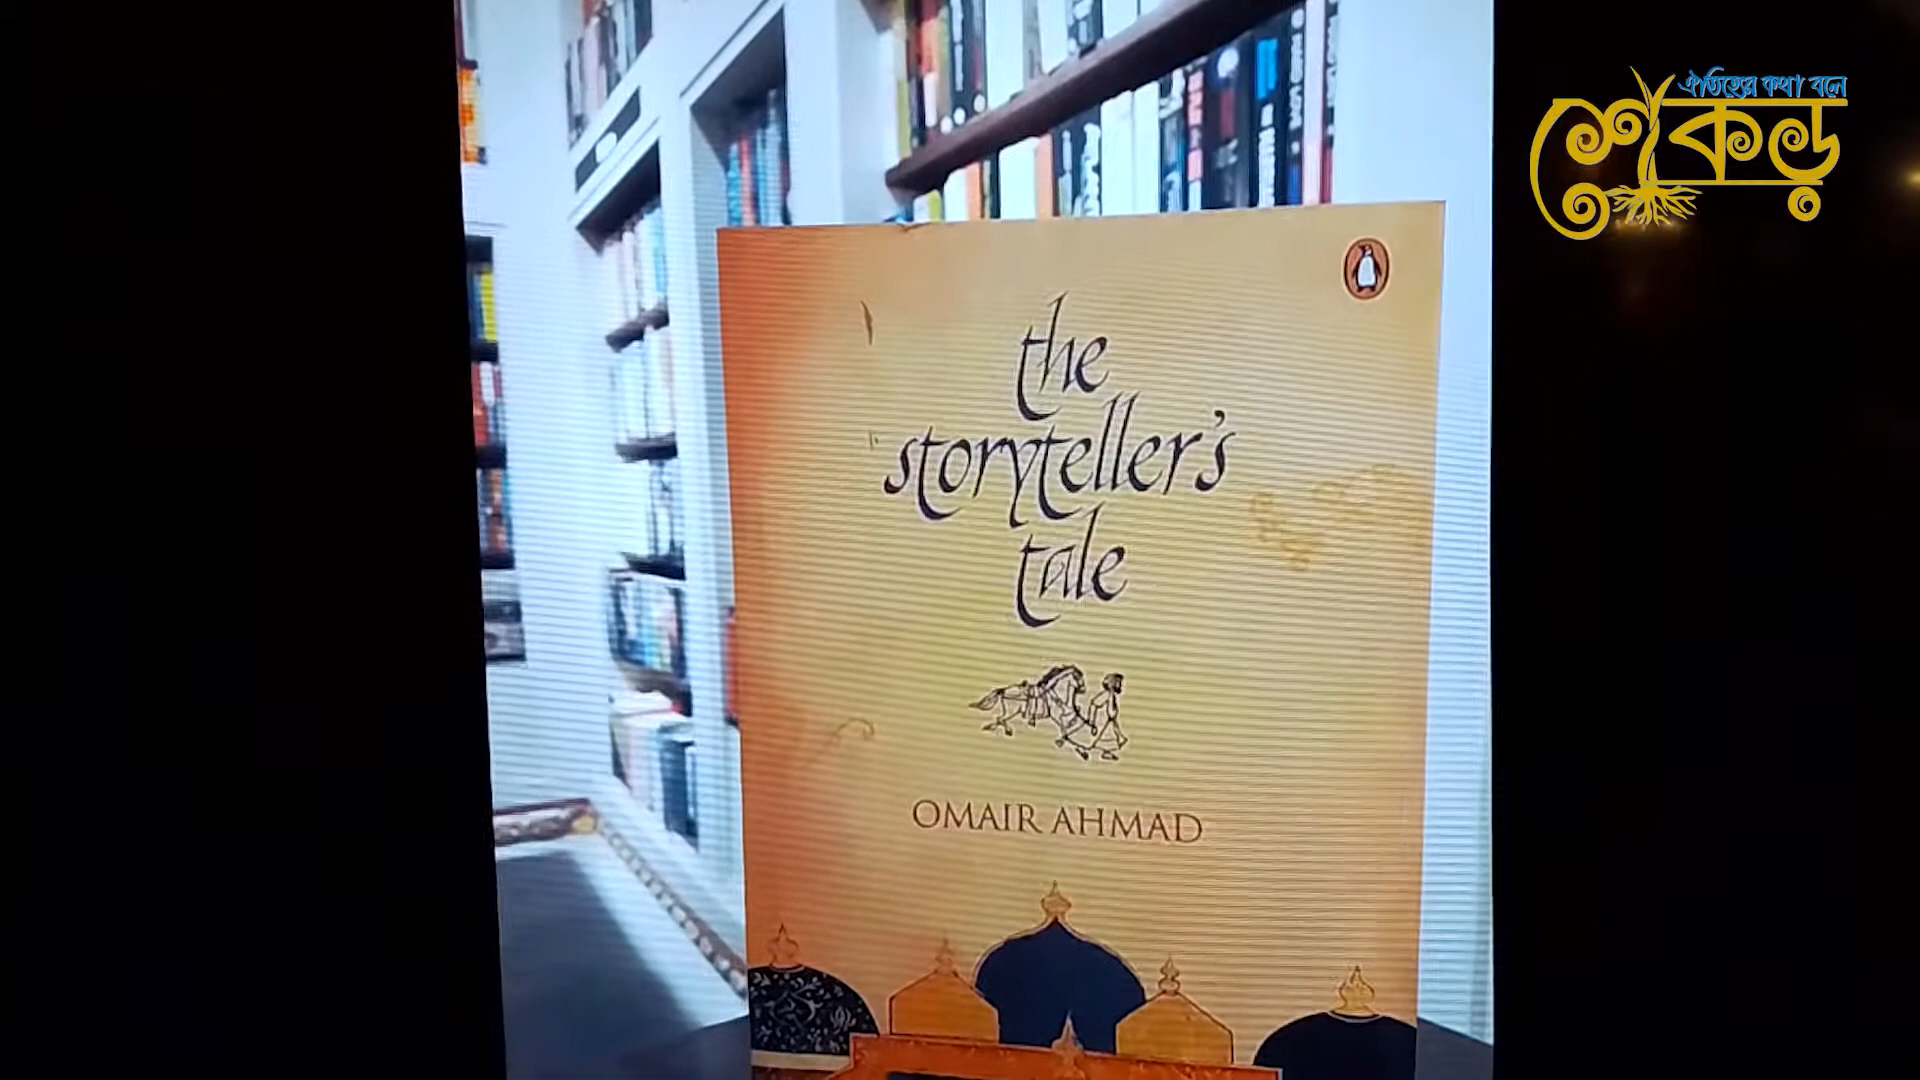 ঐতিহ্যের কথা বলে
শেকড়
the
storyteller's
tale
OMAIR AHMAD